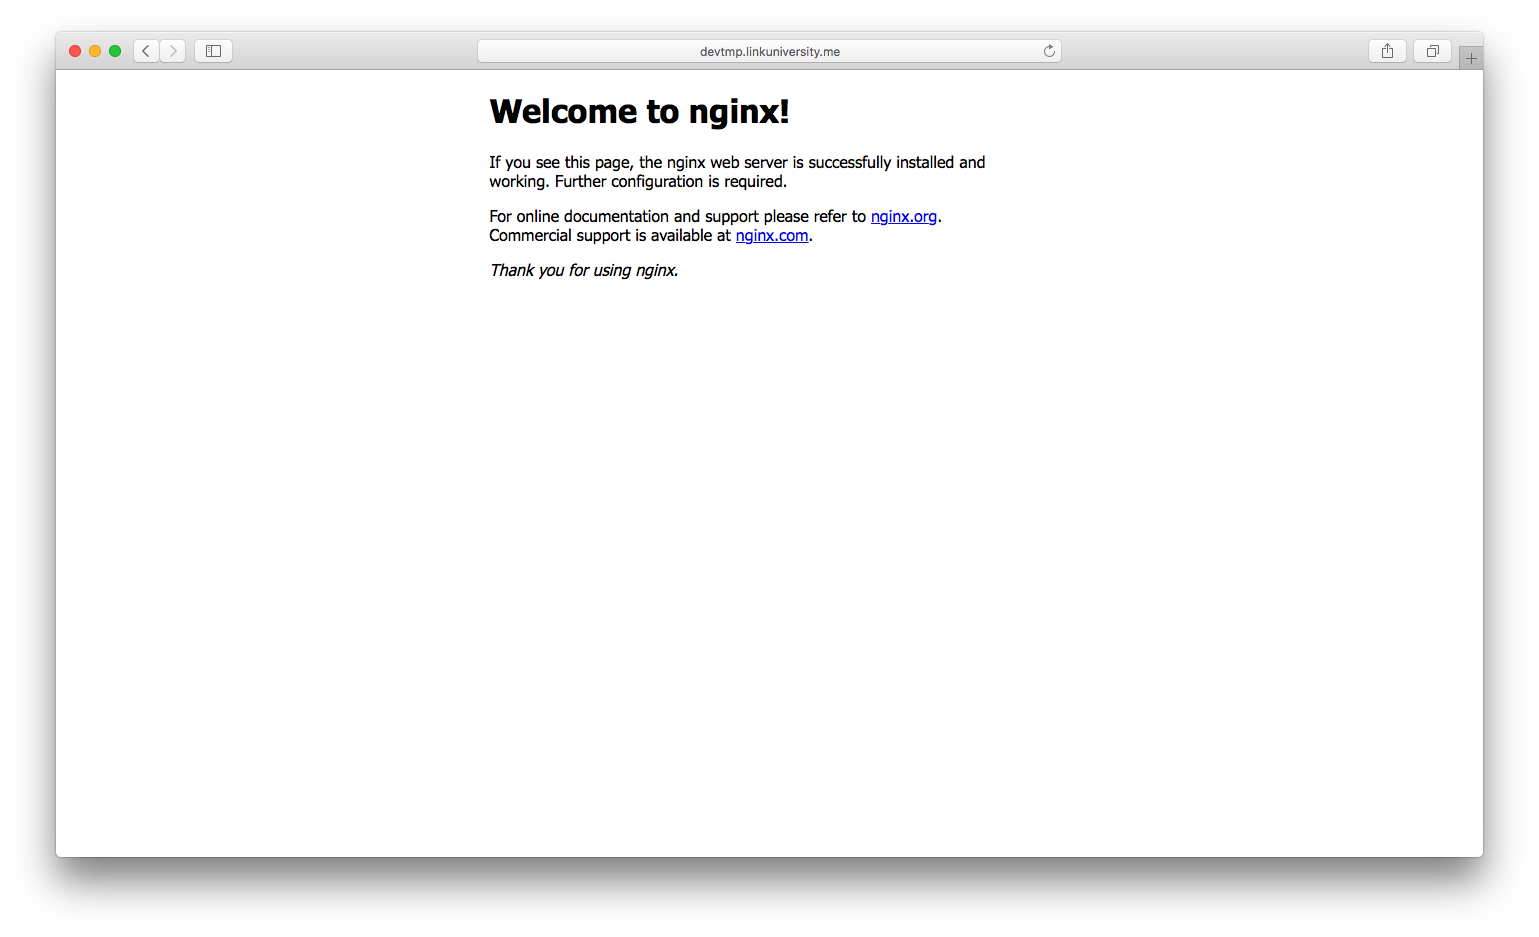 devtmp.linkuniversity.me
Welcome to nginx!
If you see this page, the nginx web server is successfully installed and
working. Further configuration is required.
For online documentation and support please refer to nginx.org.
Commercial support is available at nginx.com.
Thank you for using nginx.